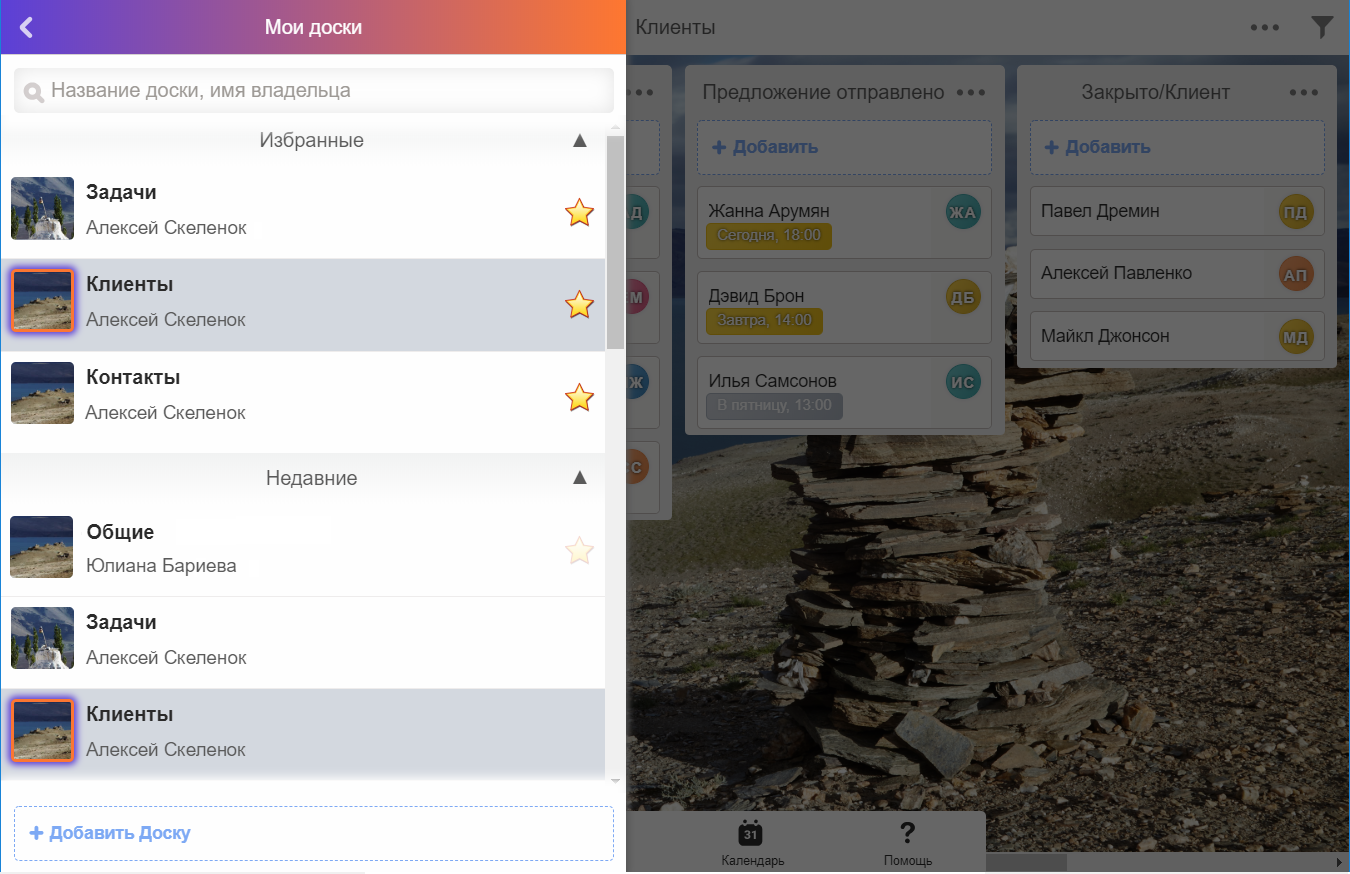 Мои доски
Название доски, имя владельца
Избранные
Задачи
Алексей Скеленок
Клиенты
Алексей Скеленок
Контакты
Алексей Скеленок
Недавние
Общие
Юлиана Бариева
Задачи
Алексей Скеленок
Клиенты
Алексей Скеленок
+ Добавить Доску
Клиенты
Д
М
Ж
С
Предложение отправлено
+ Добавить
Жанна Арумян
ЖА
Сегодня, 18:00
Дэвид Брон
ДБ
Завтра, 14:00
Илья Самсонов
ИС
В пятницу, 13:00
Закрыто/Клиент
+ Добавить
Павел Дремин
ПД
Алексей Павленко
АП
Майкл Джонсон
МД
31
Календарь
?
Помощь